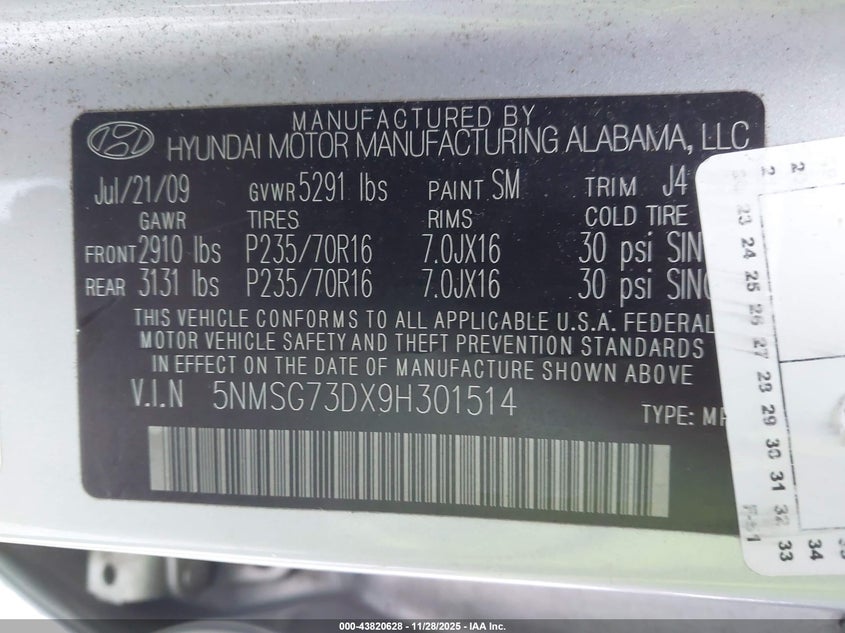 MANUFACTURED BY
HYUNDAI MOTOR MANUFACTURING ALABAMA, LLC
Jul/21/09 GVWR 5291 lbs PAINT SM TRIM J4
GAWR TIRES RIMS COLD TIRE
FRONT 2910 lbs P235/70R16 7.0JX16 30 psi SING
REAR 3131 lbs P235/70R16 7.0JX16 30 psi SING
THIS VEHICLE CONFORMS TO ALL APPLICABLE U.S.A. FEDERAL
MOTOR VEHICLE SAFETY AND THEFT PREVENTION STANDARDS
IN EFFECT ON THE DATE OF MANUFACTURE SHOWN ABOVE
V.I.N 5NMSG73DX9H301514
TYPE: MP
23 24 25 26 27 28 29 30 31 32 33
34
000-43820628 - 11/28/2025 - IAA Inc.